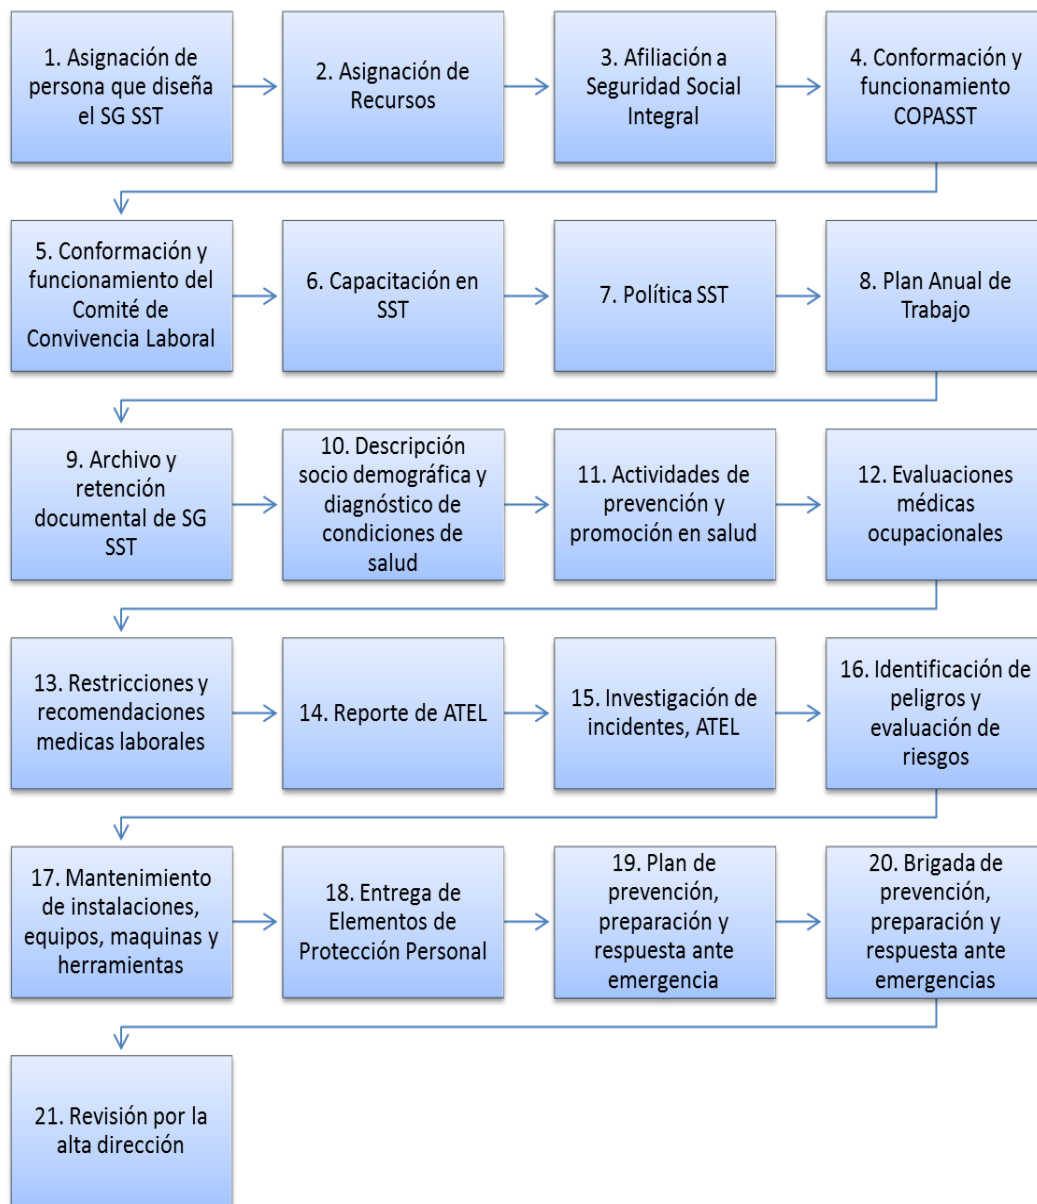 1. Asignación de
persona que diseña
el SG SST
2. Asignación de
Recursos
3. Afiliación a
Seguridad Social
Integral
4. Conformación y
funcionamiento
COPASST
5. Conformación y
funcionamiento del
Comité de
Convivencia Laboral
6. Capacitación en
SST
7. Política SST
8. Plan Anual de
Trabajo
9. Archivo y
retención
documental de SG
SST
10. Descripción
socio demográfica y
diagnóstico de
condiciones de
salud
11. Actividades de
prevención y
promoción en salud
12. Evaluaciones
médicas
ocupacionales
13. Restricciones y
recomendaciones
medicas laborales
14. Reporte de ATEL
15. Investigación de
incidentes, ATEL
16. Identificación de
peligros y
evaluación de
riesgos
17. Mantenimiento
de instalaciones,
equipos, maquinas y
herramientas
18. Entrega de
Elementos de
Protección Personal
19. Plan de
prevención,
preparación y
respuesta ante
emergencia
20. Brigada de
prevención,
preparación y
respuesta ante
emergencias
21. Revisión por la
alta dirección